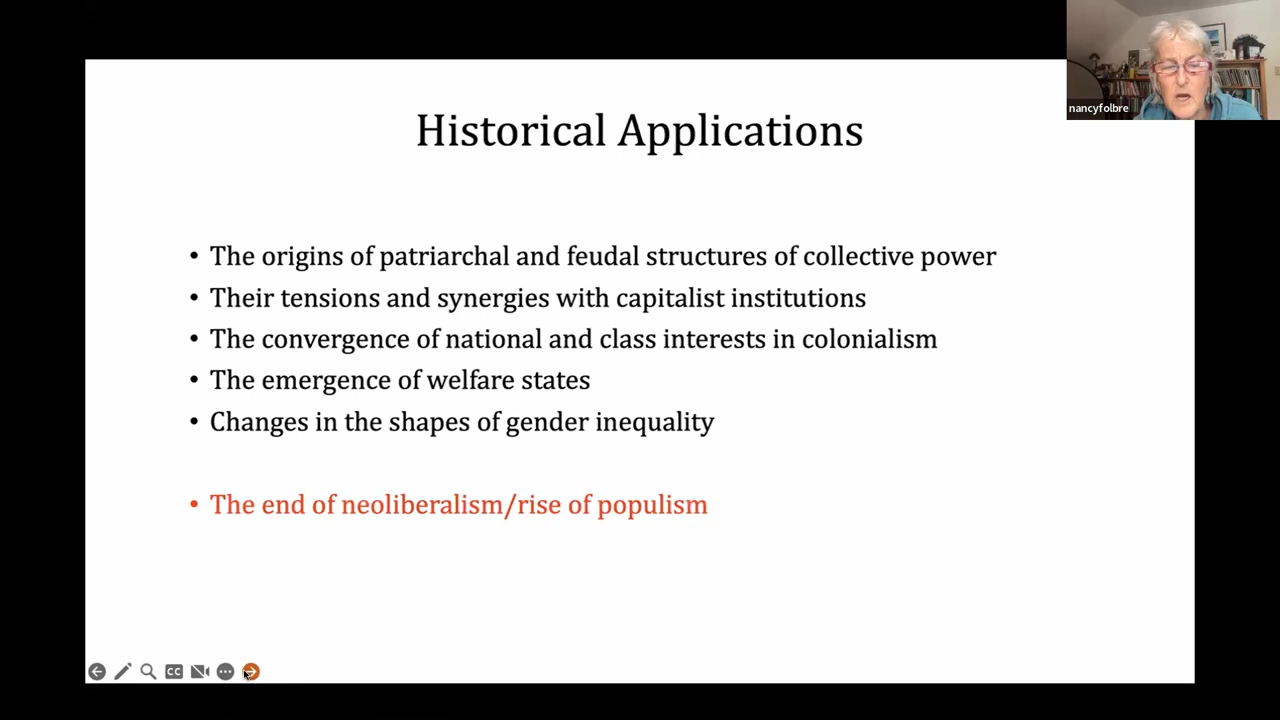 Historical Applications
nancyfolbre
• The origins of patriarchal and feudal structures of collective power
• Their tensions and synergies with capitalist institutions
• The convergence of national and class interests in colonialism
• The emergence of welfare states
• Changes in the shapes of gender inequality
• The end of neoliberalism/rise of populism
CC